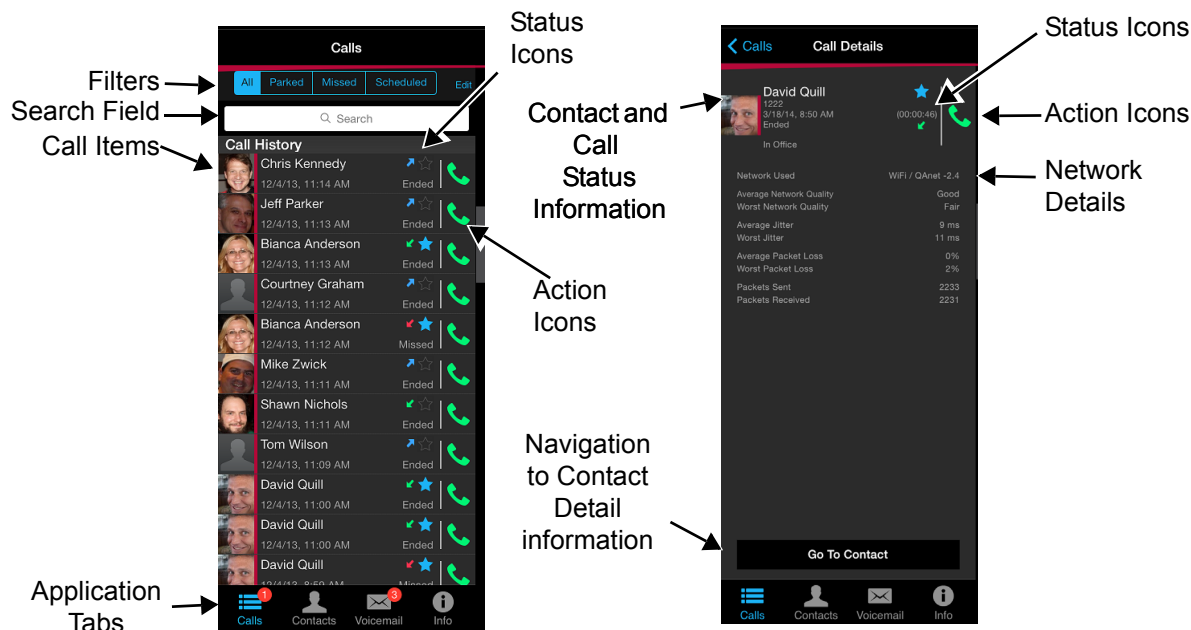 Status
Icons
Filters
Search Field
Call Items
Application
Tabs
Calls
All Parked Missed Scheduled Edit
Search
Call History
Chris Kennedy
12/4/13, 11:14 AM Ended
Jeff Parker
12/4/13, 11:13 AM Ended
Bianca Anderson
12/4/13, 11:13 AM Ended
Courtney Graham
12/4/13, 11:12 AM Ended
Bianca Anderson
12/4/13, 11:12 AM Missed
Mike Zwick
12/4/13, 11:11 AM Ended
Shawn Nichols
12/4/13, 11:11 AM Ended
Tom Wilson
12/4/13, 11:09 AM Ended
David Quill
12/4/13, 11:00 AM Ended
David Quill
12/4/13, 11:00 AM Ended
David Quill
12/4/13, 8:59 AM Missed
1 3
Calls Contacts Voicemail Info
Action
Icons
Contact and
Call
Status
Information
Navigation
to Contact
Detail
information
Calls Call Details
David Quill
1222
3/18/14, 8:50 AM (00:00:46)
Ended
In Office
Network Used WiFi / QAnet -2.4
Average Network Quality Good
Worst Network Quality Fair
Average Jitter 9 ms
Worst Jitter 11 ms
Average Packet Loss 0%
Worst Packet Loss 2%
Packets Sent 2233
Packets Received 2231
Go To Contact
Calls Contacts Voicemail Info
Status Icons
Action Icons
Network
Details